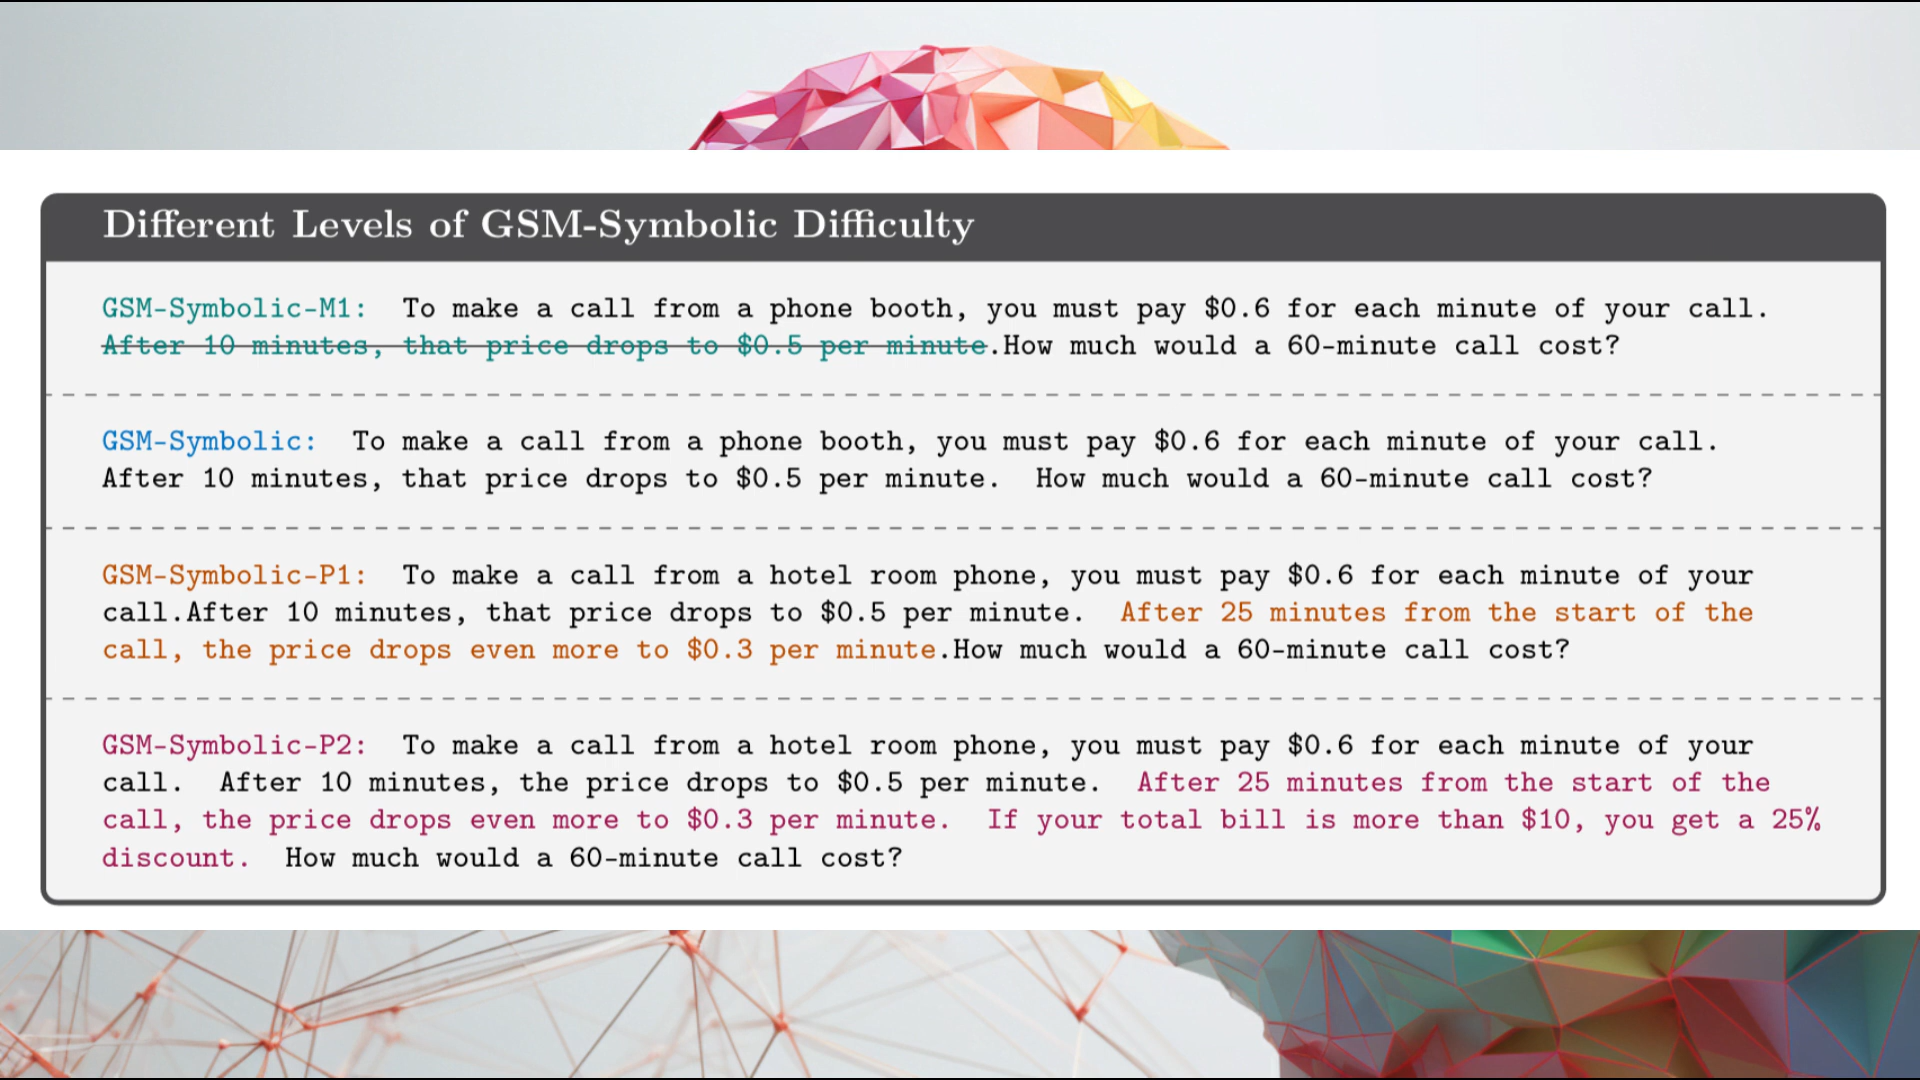 Different Levels of GSM-Symbolic Difficulty
GSM-Symbolic-M1: To make a call from a phone booth, you must pay $0.6 for each minute of your call.
After 10 minutes, that price drops to $0.5 per minute.How much would a 60-minute call cost?
GSM-Symbolic: To make a call from a phone booth, you must pay $0.6 for each minute of your call.
After 10 minutes, that price drops to $0.5 per minute. How much would a 60-minute call cost?
GSM-Symbolic-P1: To make a call from a hotel room phone, you must pay $0.6 for each minute of your
call.After 10 minutes, that price drops to $0.5 per minute. After 25 minutes from the start of the
call, the price drops even more to $0.3 per minute.How much would a 60-minute call cost?
GSM-Symbolic-P2: To make a call from a hotel room phone, you must pay $0.6 for each minute of your
call. After 10 minutes, the price drops to $0.5 per minute. After 25 minutes from the start of the
call, the price drops even more to $0.3 per minute. If your total bill is more than $10, you get a 25%
discount. How much would a 60-minute call cost?